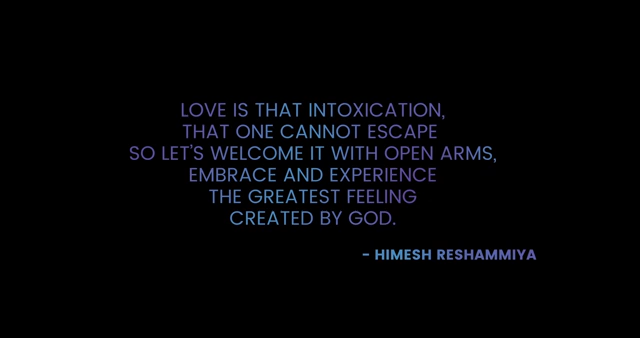 LOVE IS THAT INTOXICATION,
THAT ONE CANNOT ESCAPE
SO LET'S WELCOME IT WITH OPEN ARMS,
EMBRACE AND EXPERIENCE
THE GREATEST FEELING
CREATED BY GOD.
- HIMESH RESHAMMIYA